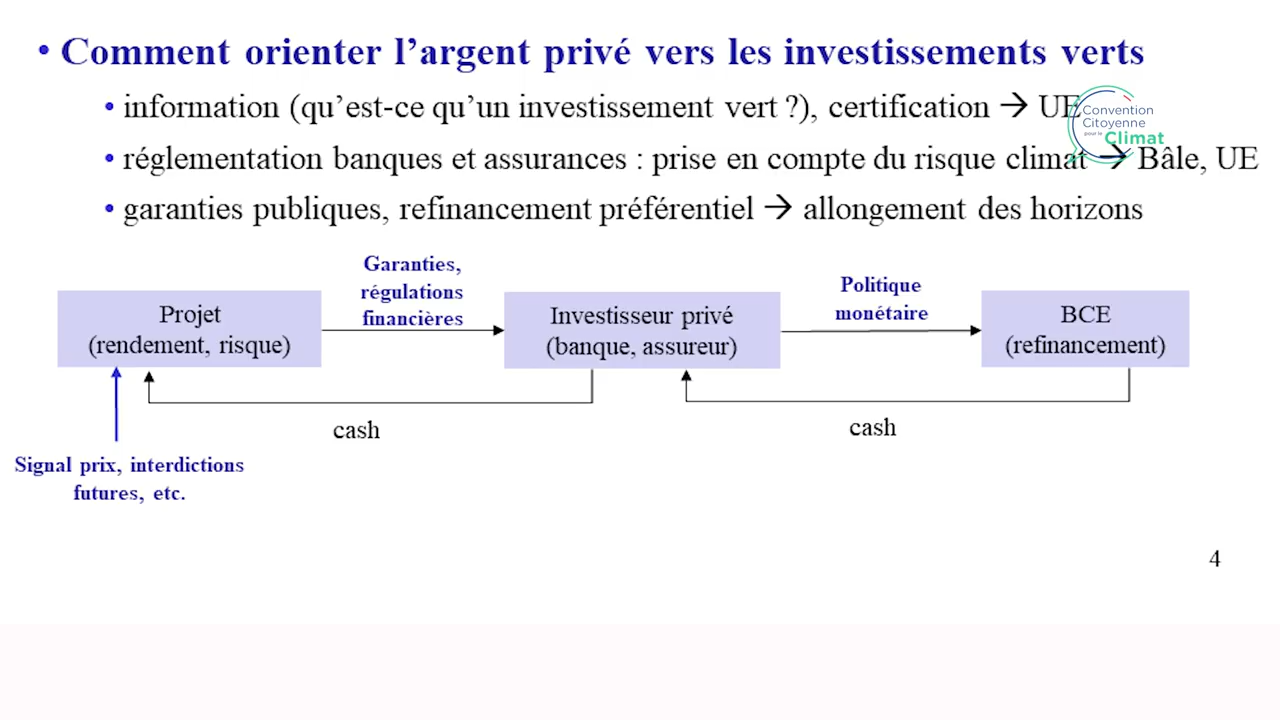 • Comment orienter l’argent privé vers les investissements verts
• information (qu’est-ce qu’un investissement vert ?), certification → UE
• réglementation banques et assurances : prise en compte du risque climat → Bâle, UE
• garanties publiques, refinancement préférentiel → allongement des horizons
Convention
Citoyenne
pour le
Climat
Garanties,
régulations
financières
Politique
monétaire
Projet
(rendement, risque)
Investisseur privé
(banque, assureur)
BCE
(refinancement)
cash
cash
Signal prix, interdictions
futures, etc.
4